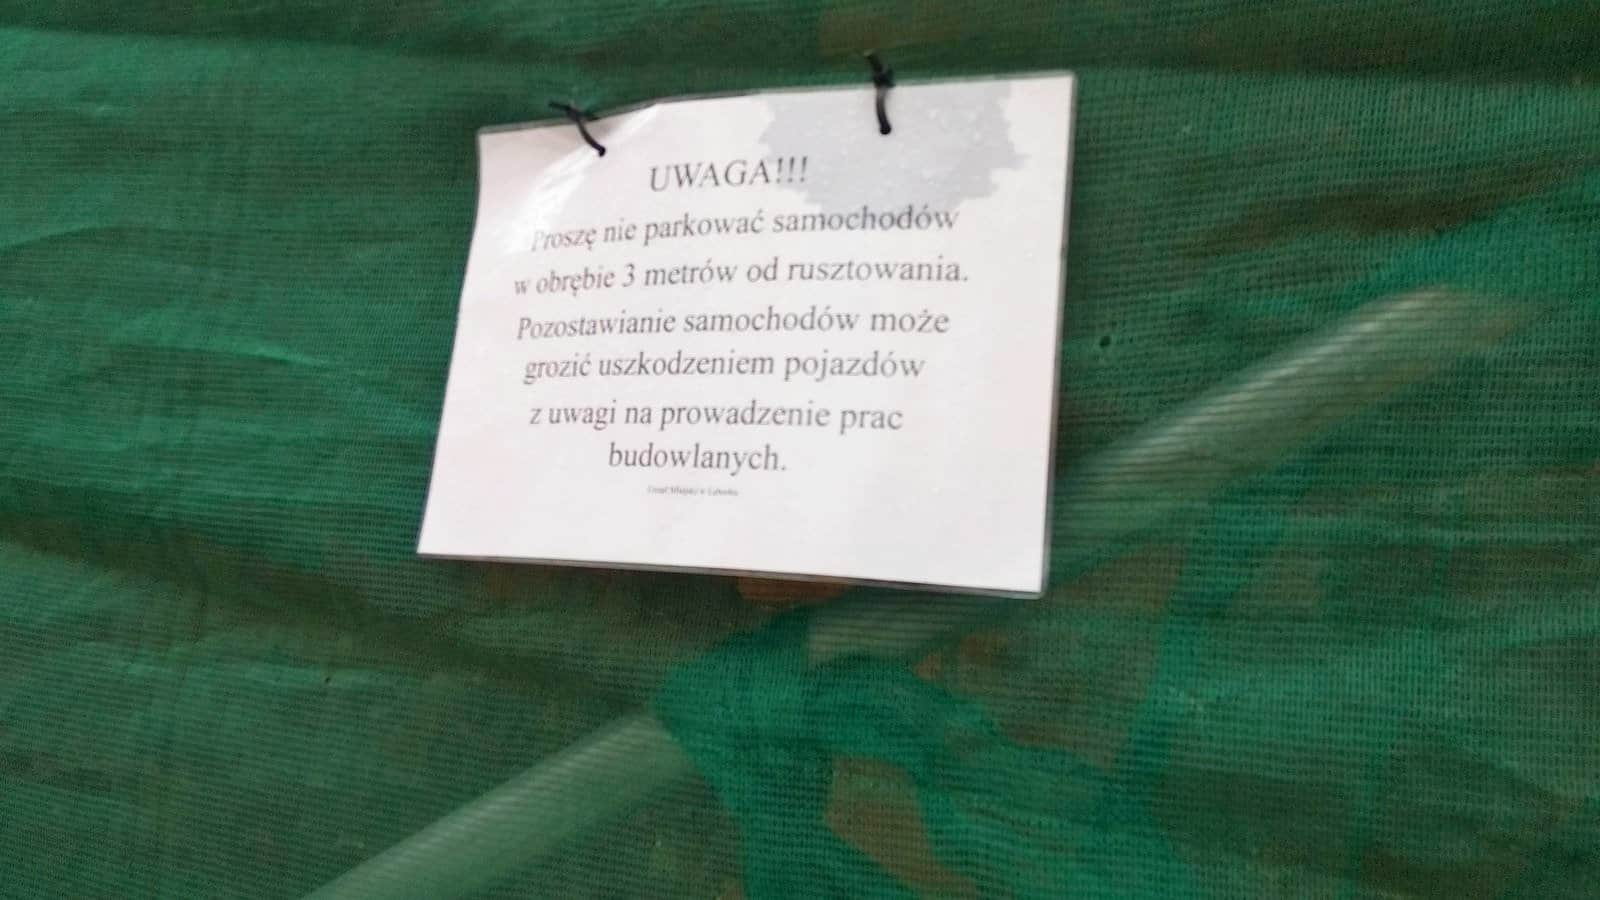 UWAGA!!!
Proszę nie parkować samochodów
w obrębie 3 metrów od rusztowania.
Pozostawianie samochodów może
grozić uszkodzeniem pojazdów
z uwagi na prowadzenie prac
budowlanych.